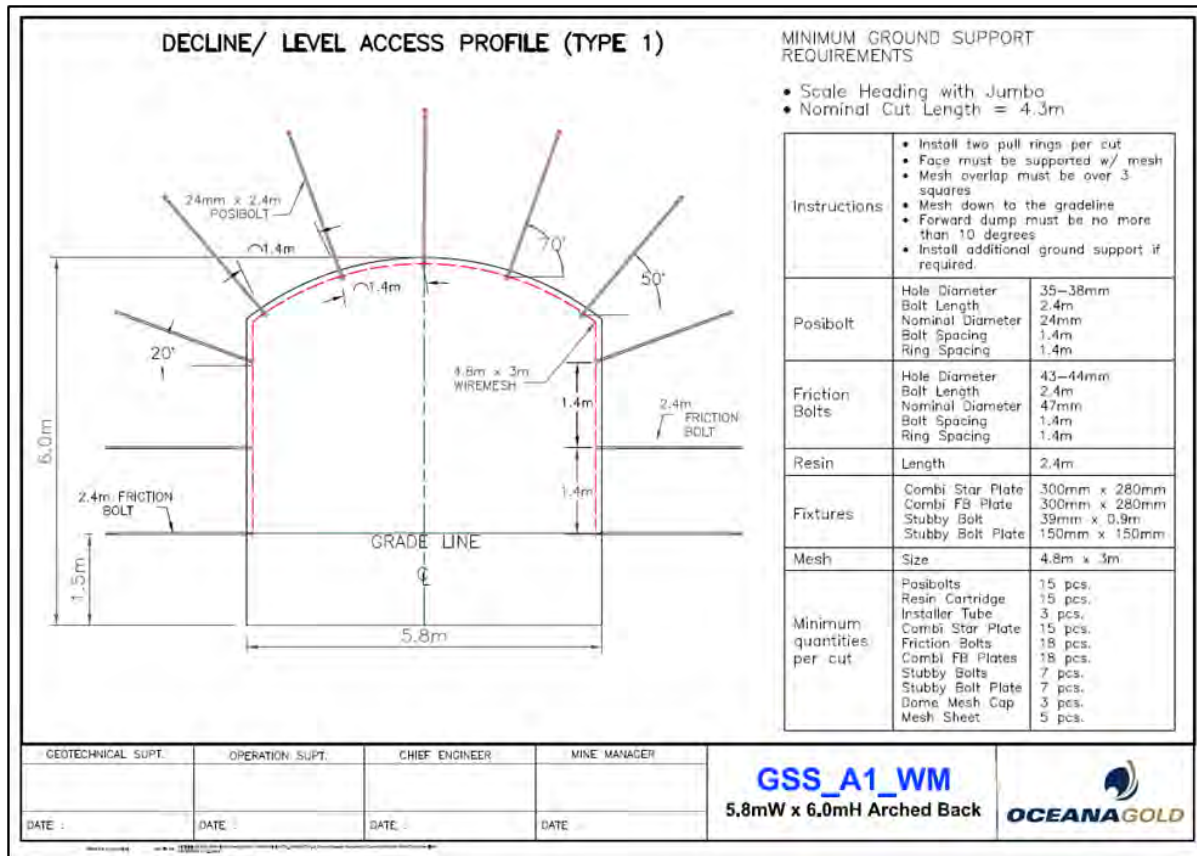 DECLINE/ LEVEL ACCESS PROFILE (TYPE 1)
24mm x 2.4m
POSIBOLT
1.4m
1.4m
70°
50°
20°
4.8m x 3m
WIREMESH
1.4m
1.4m
2.4m
FRICTION
BOLT
2.4m FRICTION
BOLT
6.0m
1.5m
GRADE LINE
5.8m
MINIMUM GROUND SUPPORT
REQUIREMENTS
• Scale Heading with Jumbo
• Nominal Cut Length = 4.3m
Instructions
• Install two pull rings per cut
• Face must be supported w/ mesh
• Mesh overlap must be over 3
squares
• Mesh down to the gradeline
• Forward dump must be no more
than 10 degrees
• Install additional ground support if
required.
Posibolt
Hole Diameter 35-38mm
Bolt Length 2.4m
Nominal Diameter 24mm
Bolt Spacing 1.4m
Ring Spacing 1.4m
Friction
Bolts
Hole Diameter 43-44mm
Bolt Length 2.4m
Nominal Diameter 47mm
Bolt Spacing 1.4m
Ring Spacing 1.4m
Resin Length 2.4m
Fixtures
Combi Star Plate 300mm x 280mm
Combi FB Plate 300mm x 280mm
Stubby Bolt 39mm x 0.9m
Stubby Bolt Plate 150mm x 150mm
Mesh Size 4.8m x 3m
Minimum
quantities
per cut
Posibolts 15 pcs.
Resin Cartridge 15 pcs.
Installer Tube 3 pcs.
Combi Star Plate 15 pcs.
Friction Bolts 18 pcs.
Combi FB Plates 18 pcs.
Stubby Bolts 7 pcs.
Stubby Bolt Plate 7 pcs.
Dome Mesh Cap 3 pcs.
Mesh Sheet 5 pcs.
GEOTECHNICAL SUPT. OPERATION SUPT. CHIEF ENGINEER MINE MANAGER
DATE : DATE : DATE : DATE
GSS_A1_WM
5.8mW x 6.0mH Arched Back
OCEANAGOLD